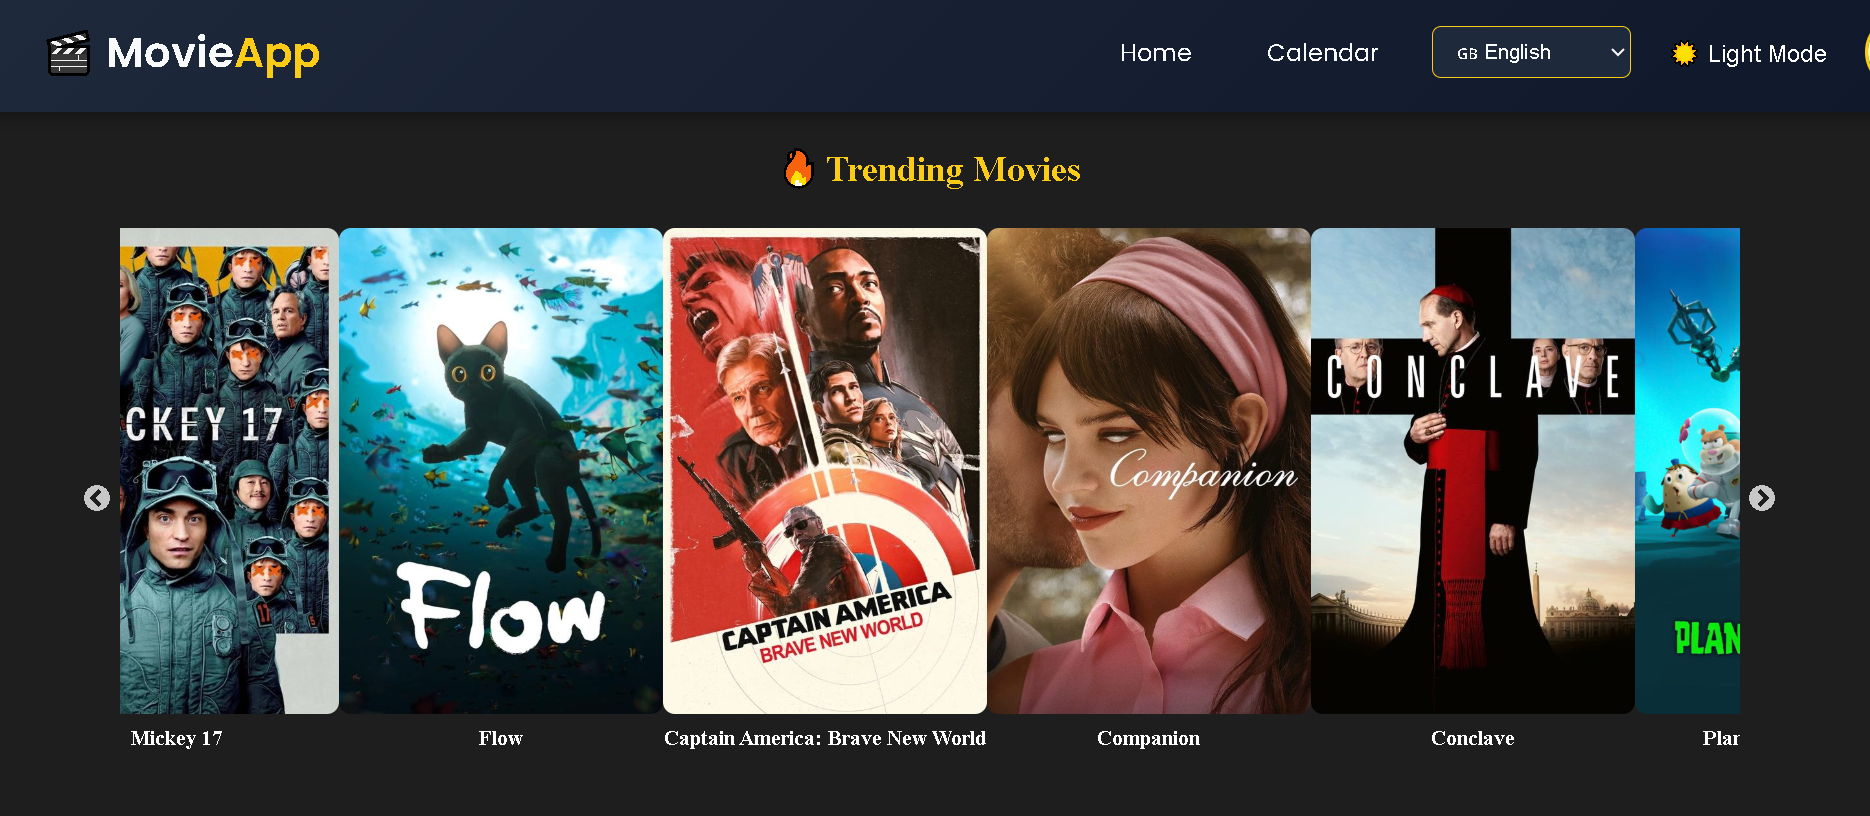 MovieApp
Home
Calendar
GB English
Light Mode
Trending Movies
CKEY 17
Flow
CAPTAIN AMERICA
BRAVE NEW WORLD
Companion
CONCLAVE
PLAN
Mickey 17
Flow
Captain America: Brave New World
Companion
Conclave
Plan